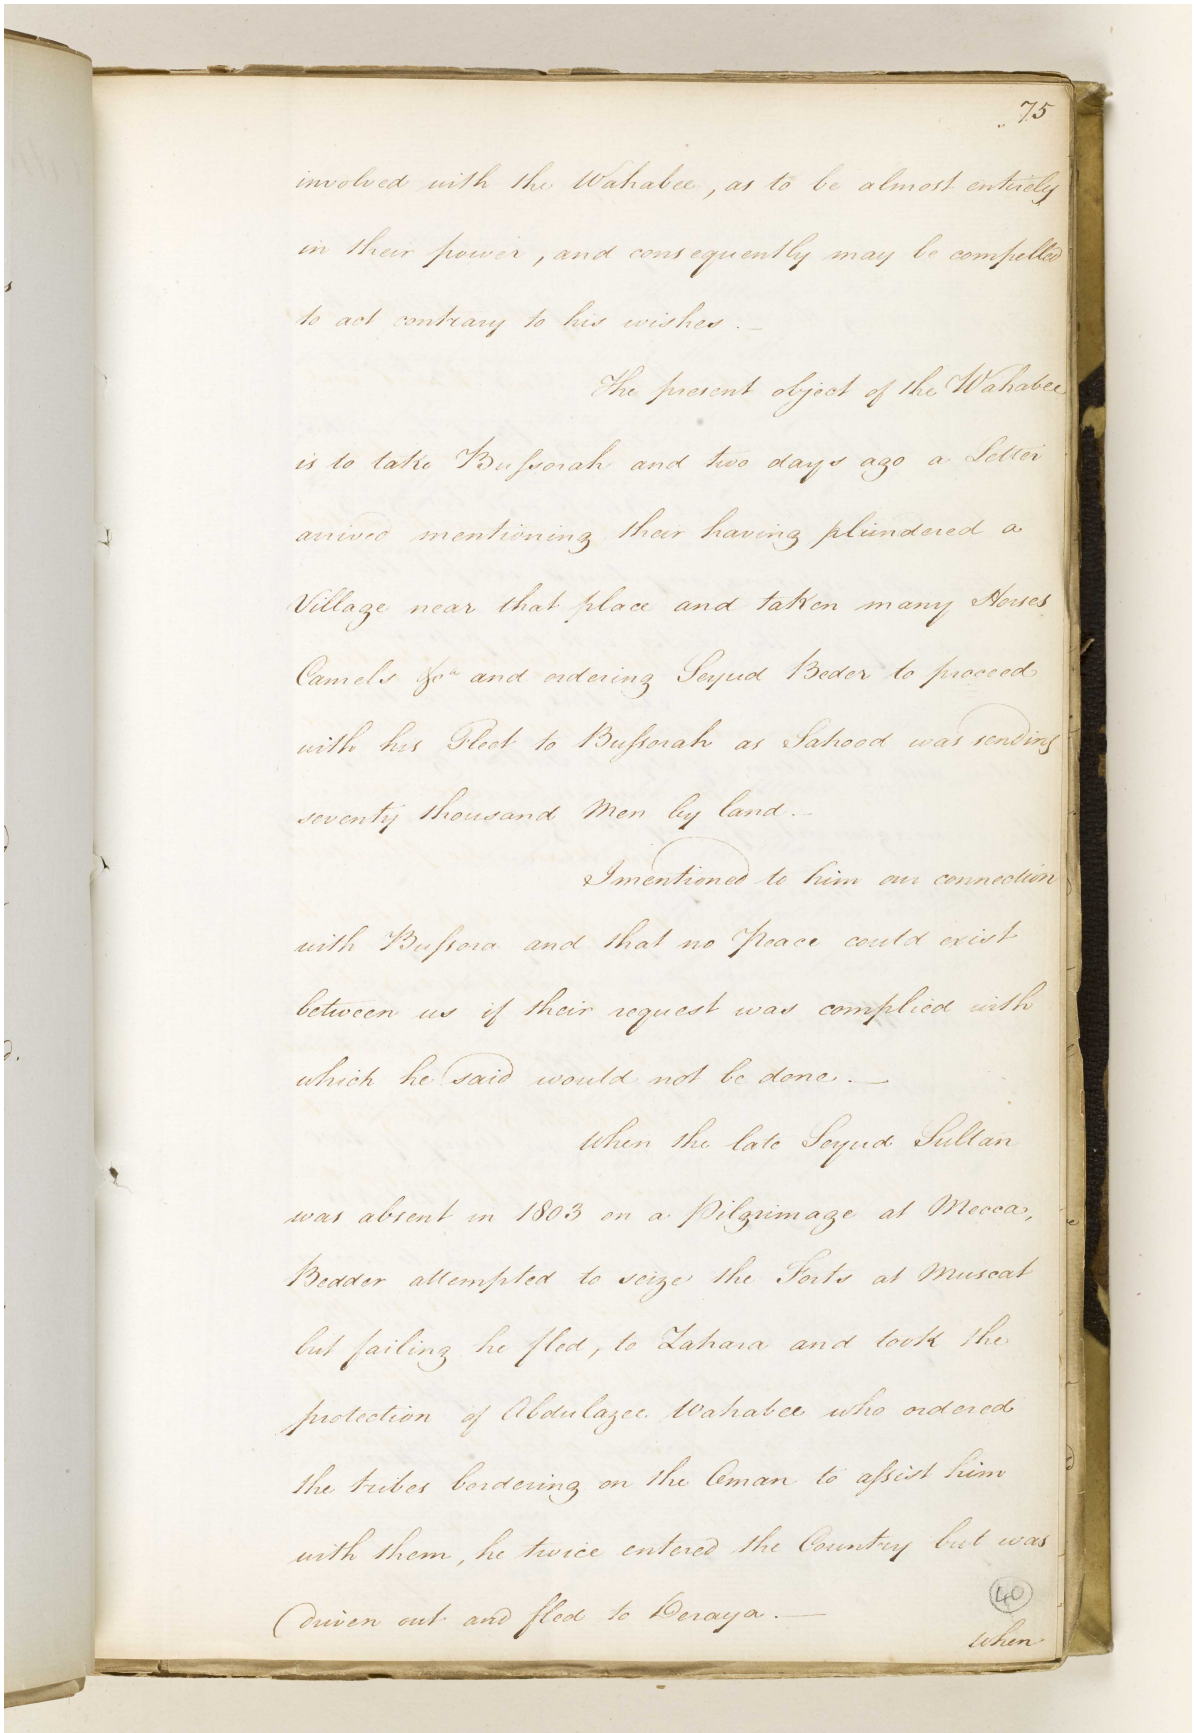 75
involved with the Wahabee, as to be almost entirely
in their power, and consequently may be compelled
to act contrary to his wishes. _
The present object of the Wahabee
is to take Bussorah and two days ago a Letter
arrived mentioning their having plundered a
Village near that place and taken many Horses
Camels &ca and ordering Seyud Beder to proceed
with his Fleet to Bussorah as Sahood was sending
seventy thousand Men by land. _
I mentioned to him our connection
with Bussora and that no Peace could exist
between us if their request was complied with
which he said would not be done. _
When the late Seyud Sultan
was absent in 1803 on a Pilgrimage at Mecca,
Bedder attempted to seize the Forts at Muscat
but failing he fled, to Zahara and took the
protection of Abdulazee Wahabee who ordered
the tribes bordering on the Oman to assist him
with them, he twice entered the Country but was
driven out and fled to Deraya. _
40
When